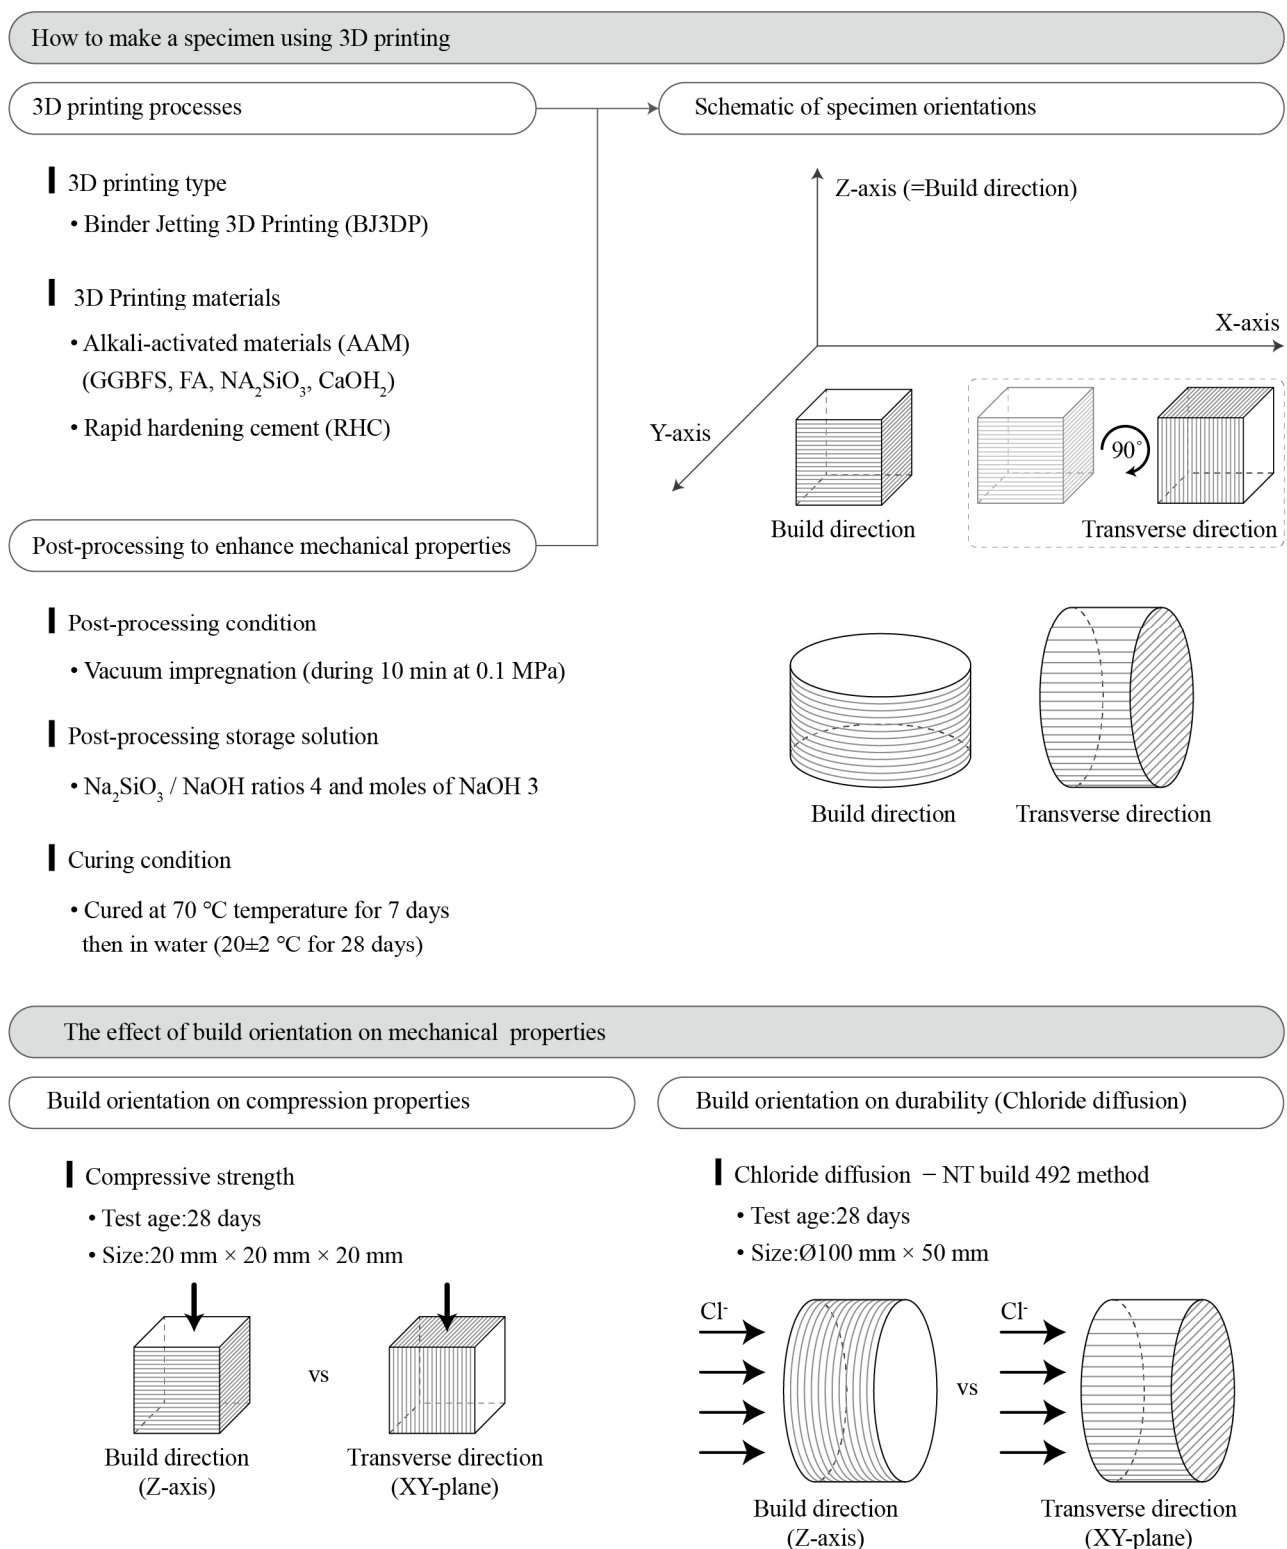 How to make a specimen using 3D printing
3D printing processes
3D printing type
• Binder Jetting 3D Printing (BJ3DP)
3D Printing materials
• Alkali-activated materials (AAM)
(GGBFS, FA, NA₂SiO₃, CaOH₂)
• Rapid hardening cement (RHC)
Post-processing to enhance mechanical properties
Post-processing condition
• Vacuum impregnation (during 10 min at 0.1 MPa)
Post-processing storage solution
• Na₂SiO₃ / NaOH ratios 4 and moles of NaOH 3
Curing condition
• Cured at 70 °C temperature for 7 days
then in water (20±2 °C for 28 days)
Schematic of specimen orientations
Z-axis (=Build direction)
X-axis
Y-axis
90°
Build direction
Transverse direction
Build direction
Transverse direction
The effect of build orientation on mechanical properties
Build orientation on compression properties
Compressive strength
• Test age:28 days
• Size:20 mm × 20 mm × 20 mm
vs
Build direction
(Z-axis)
Transverse direction
(XY-plane)
Build orientation on durability (Chloride diffusion)
Chloride diffusion – NT build 492 method
• Test age:28 days
• Size:Ø100 mm × 50 mm
Cl⁻
vs
Cl⁻
Build direction
(Z-axis)
Transverse direction
(XY-plane)